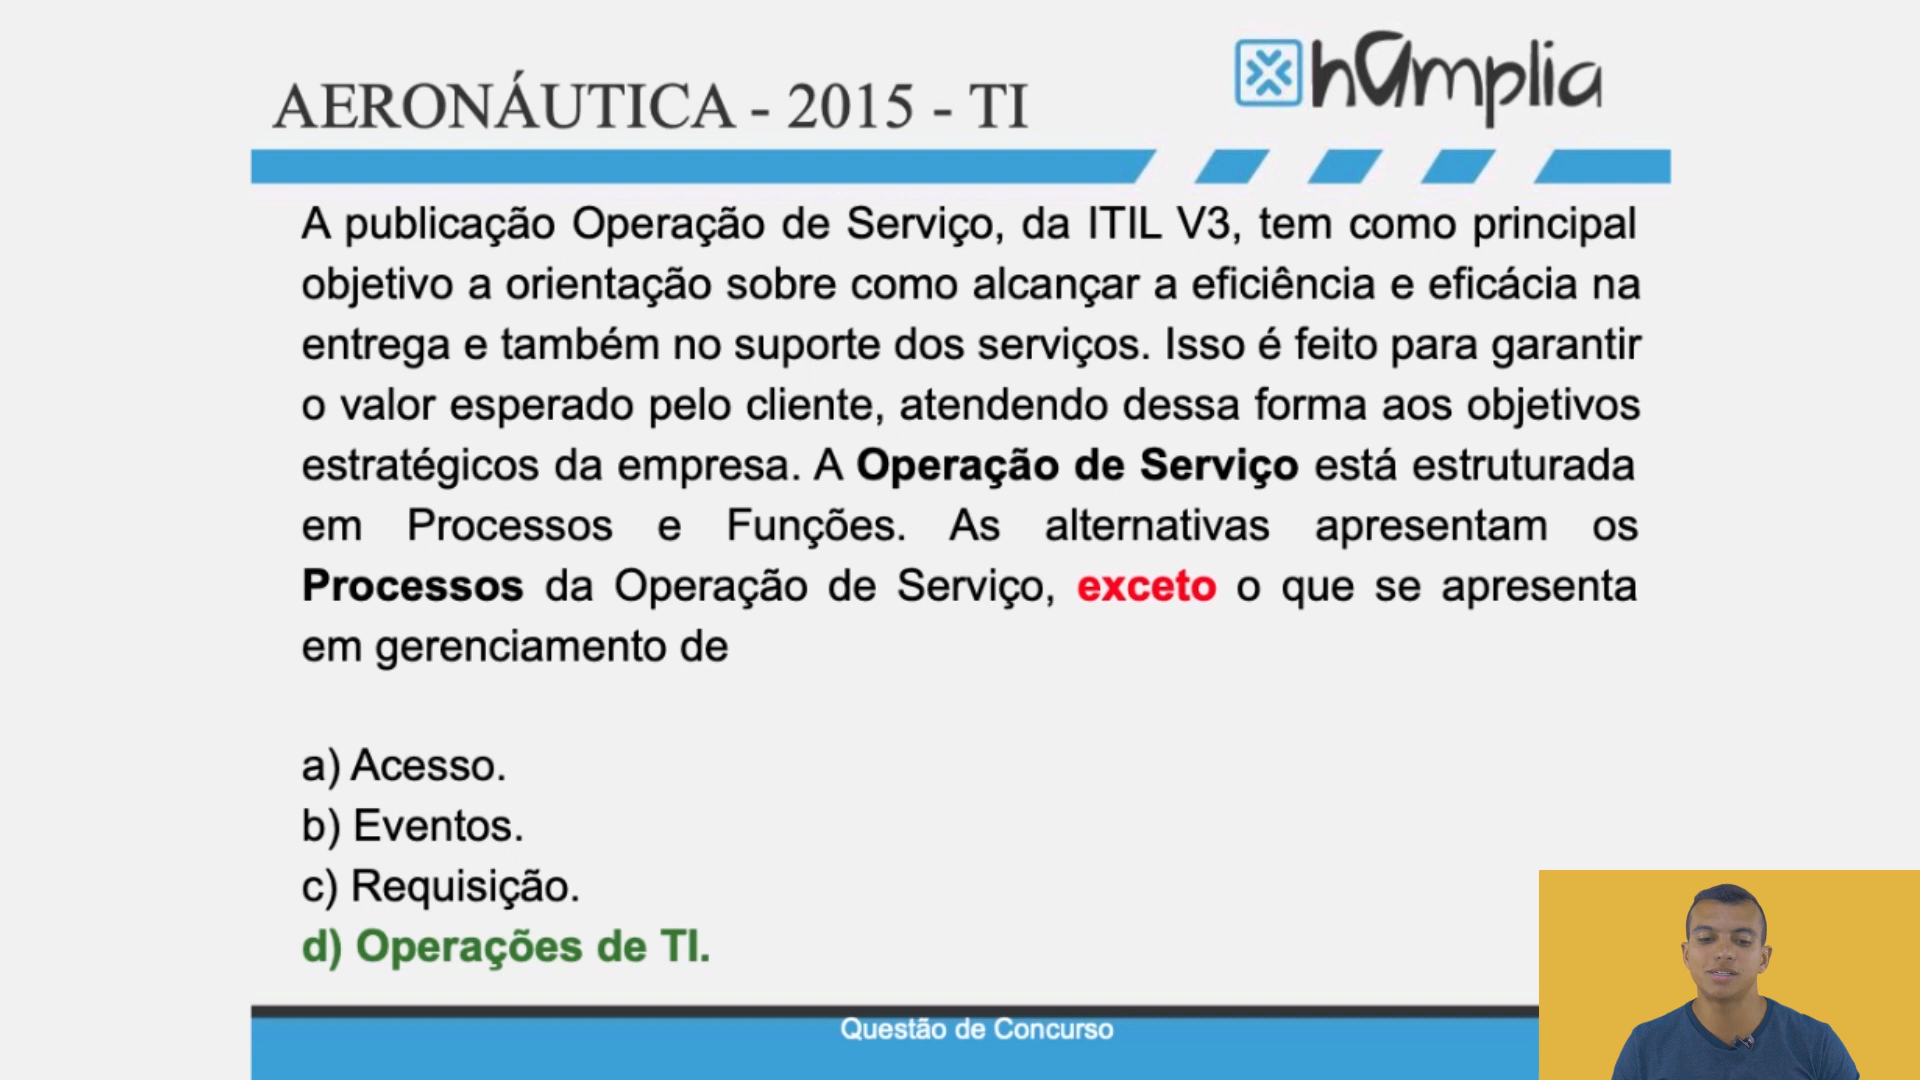 AERONÁUTICA - 2015 - TI
hamplia
A publicação Operação de Serviço, da ITIL V3, tem como principal
objetivo a orientação sobre como alcançar a eficiência e eficácia na
entrega e também no suporte dos serviços. Isso é feito para garantir
o valor esperado pelo cliente, atendendo dessa forma aos objetivos
estratégicos da empresa. A Operação de Serviço está estruturada
em Processos e Funções. As alternativas apresentam os
Processos da Operação de Serviço, exceto o que se apresenta
em gerenciamento de
a) Acesso.
b) Eventos.
c) Requisição.
d) Operações de TI.
Questão de Concurso